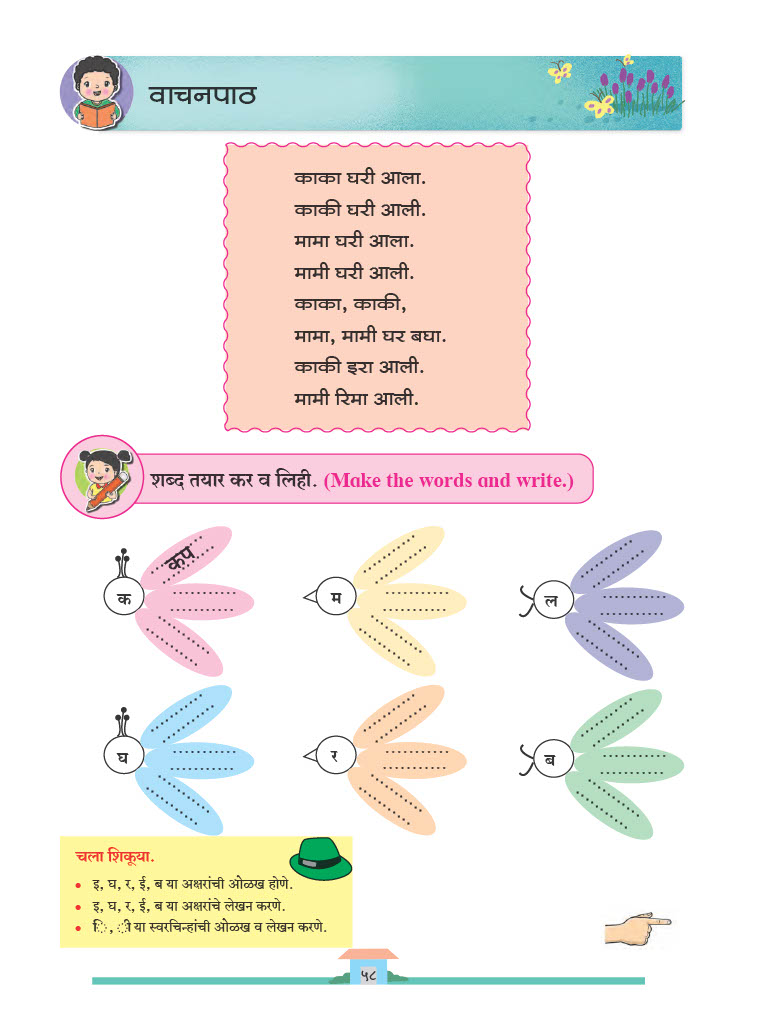 वाचनपाठ
काका घरी आला.
काकी घरी आली.
मामा घरी आला.
मामी घरी आली.
काका, काकी,
मामा, मामी घर बघा.
काकी इरा आली.
मामी रिमा आली.
शब्द तयार कर व लिही. (Make the words and write.)
कप
क
म
ल
घ
र
ब
चला शिकूया.
• इ, घ, र, ई, ब या अक्षरांची ओळख होणे.
• इ, घ, र, ई, ब या अक्षरांचे लेखन करणे.
• ि, ी या स्वरचिन्हांची ओळख व लेखन करणे.
५८